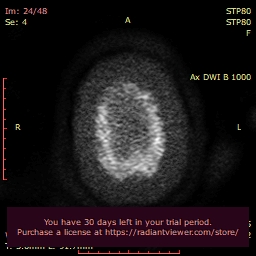 Im: 24/48
Se: 4
STP80
STP80
F
A
Ax DWI B 1000
R
L
You have 30 days left in your trial period.
Purchase a license at https://radiantviewer.com/store/